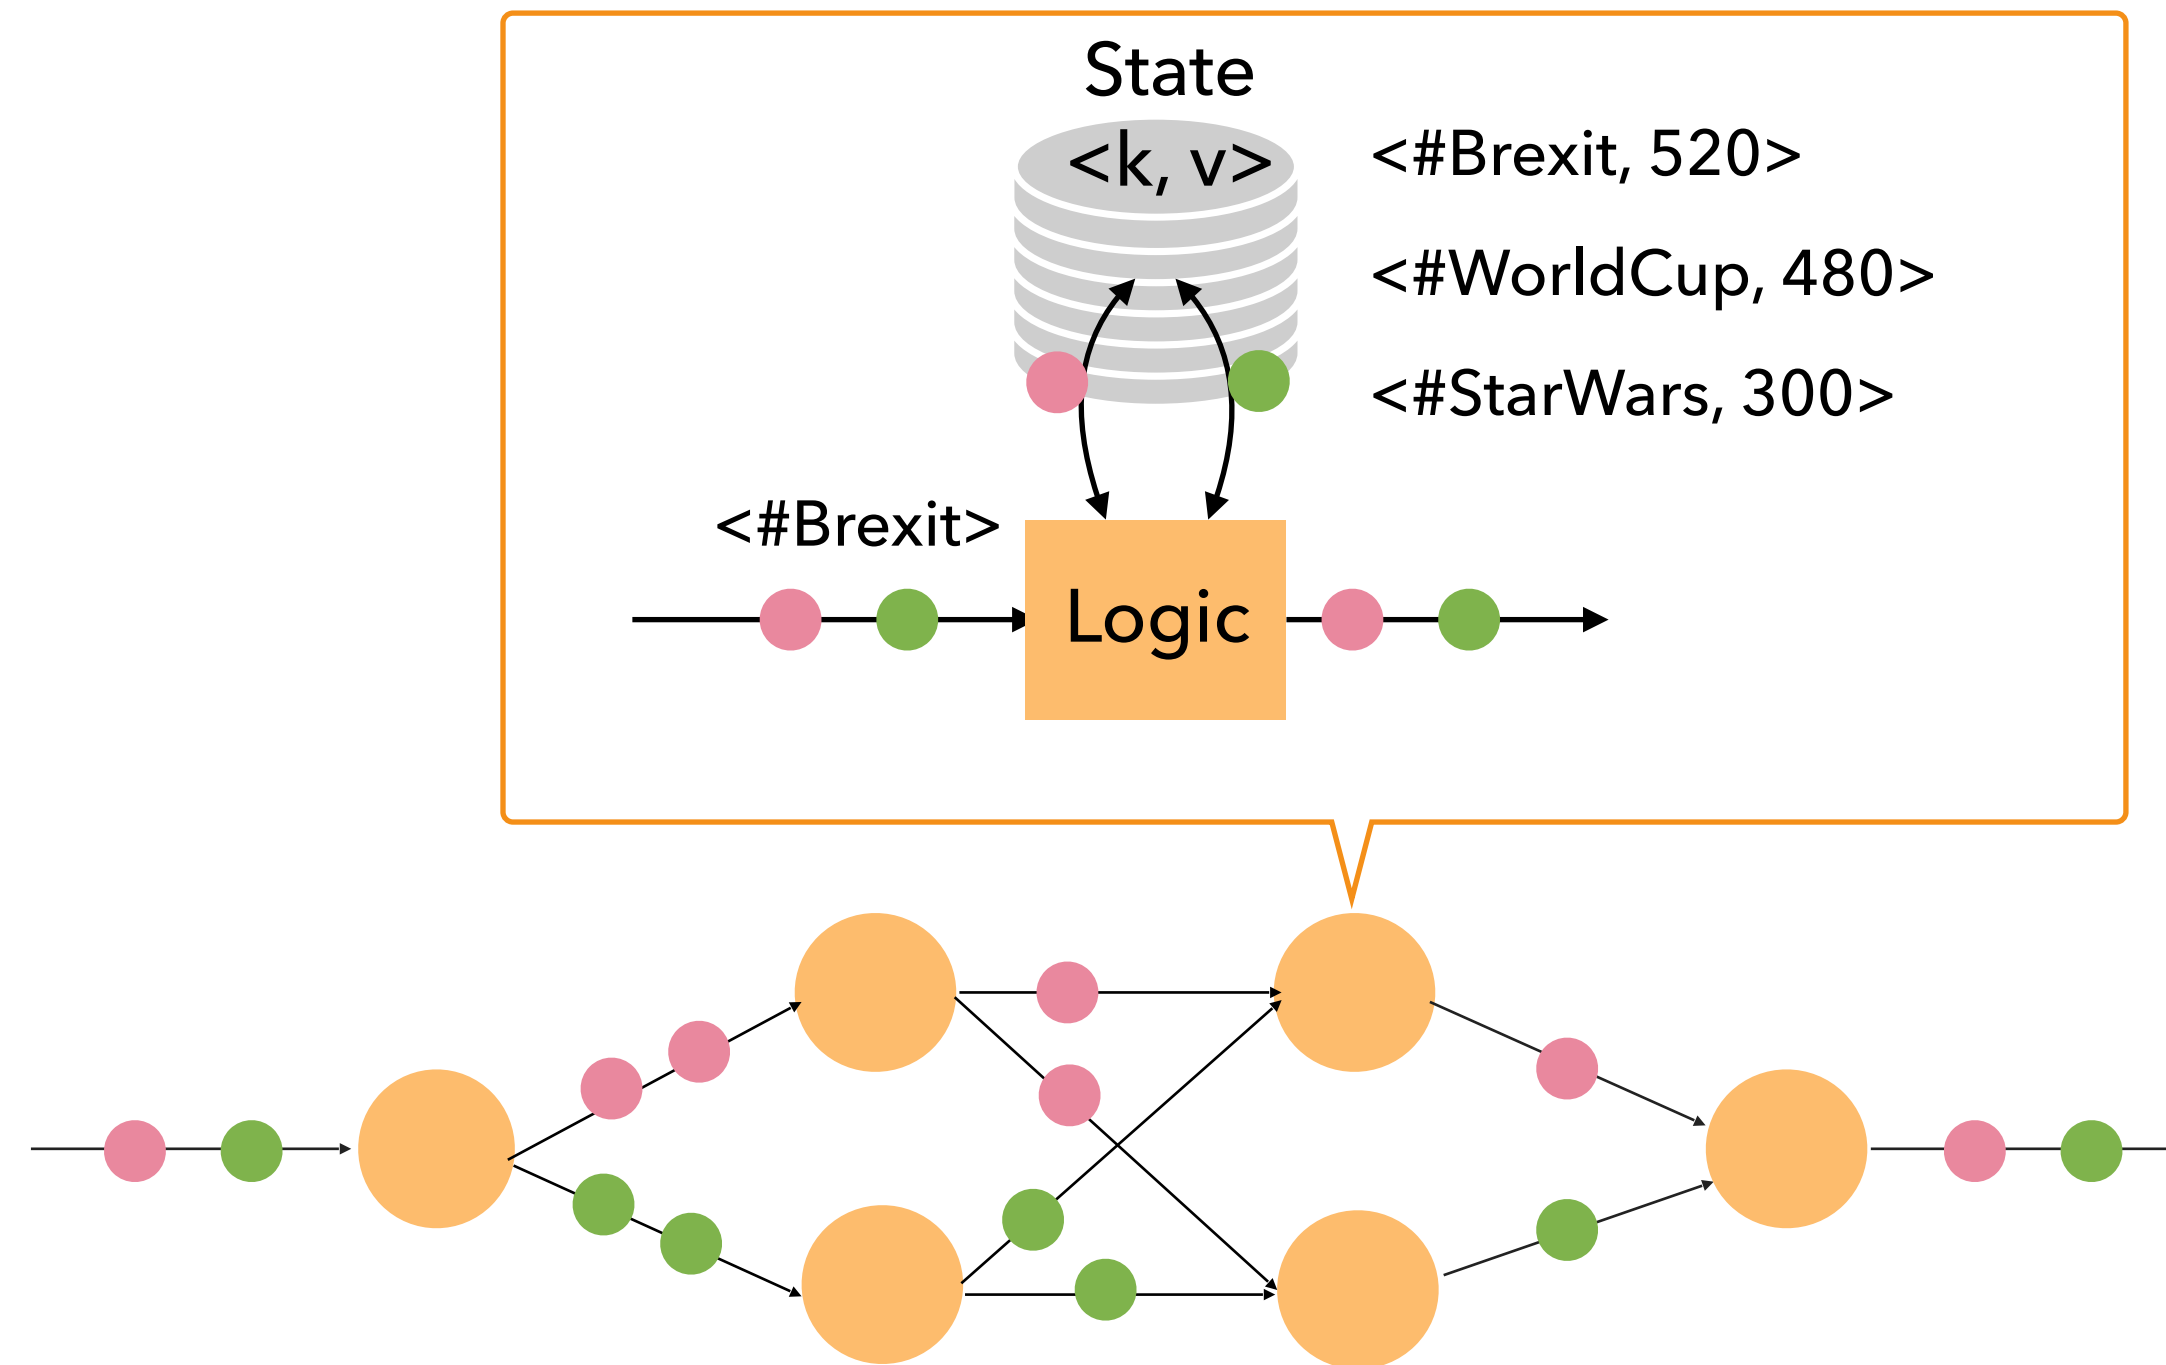 State
<k, v>
<#Brexit, 520>
<#WorldCup, 480>
<#StarWars, 300>
<#Brexit>
Logic